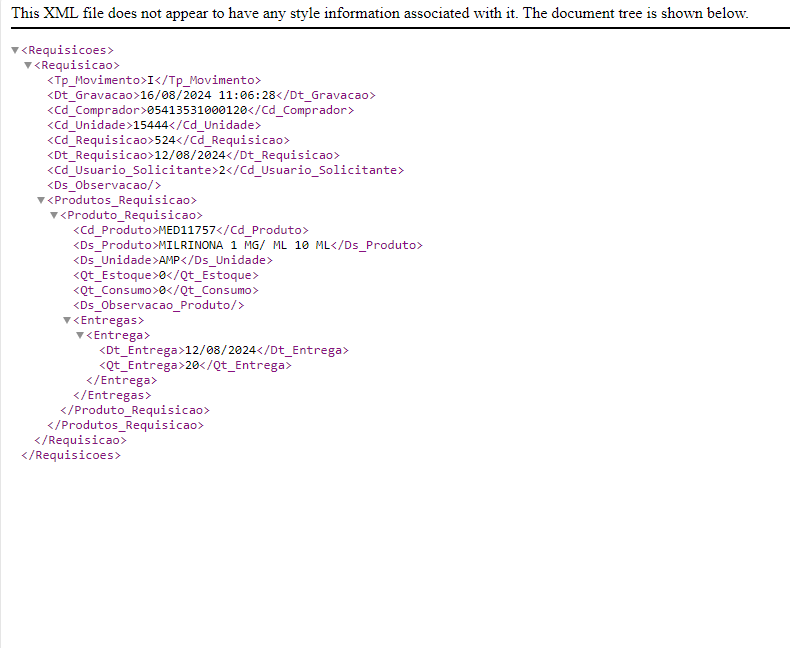 This XML file does not appear to have any style information associated with it. The document tree is shown below.
▼<Requisicoes>
▼<Requisicao>
<Tp_Movimento>I</Tp_Movimento>
<Dt_Gravacao>16/08/2024 11:06:28</Dt_Gravacao>
<Cd_Comprador>05413531000120</Cd_Comprador>
<Cd_Unidade>15444</Cd_Unidade>
<Cd_Requisicao>524</Cd_Requisicao>
<Dt_Requisicao>12/08/2024</Dt_Requisicao>
<Cd_Usuario_Solicitante>2</Cd_Usuario_Solicitante>
<Ds_Observacao/>
▼<Produtos_Requisicao>
▼<Produto_Requisicao>
<Cd_Produto>MED11757</Cd_Produto>
<Ds_Produto>MILRINONA 1 MG/ ML 10 ML</Ds_Produto>
<Ds_Unidade>AMP</Ds_Unidade>
<Qt_Estoque>0</Qt_Estoque>
<Qt_Consumo>0</Qt_Consumo>
<Ds_Observacao_Produto/>
▼<Entregas>
▼<Entrega>
<Dt_Entrega>12/08/2024</Dt_Entrega>
<Qt_Entrega>20</Qt_Entrega>
</Entrega>
</Entregas>
</Produto_Requisicao>
</Produtos_Requisicao>
</Requisicao>
</Requisicoes>